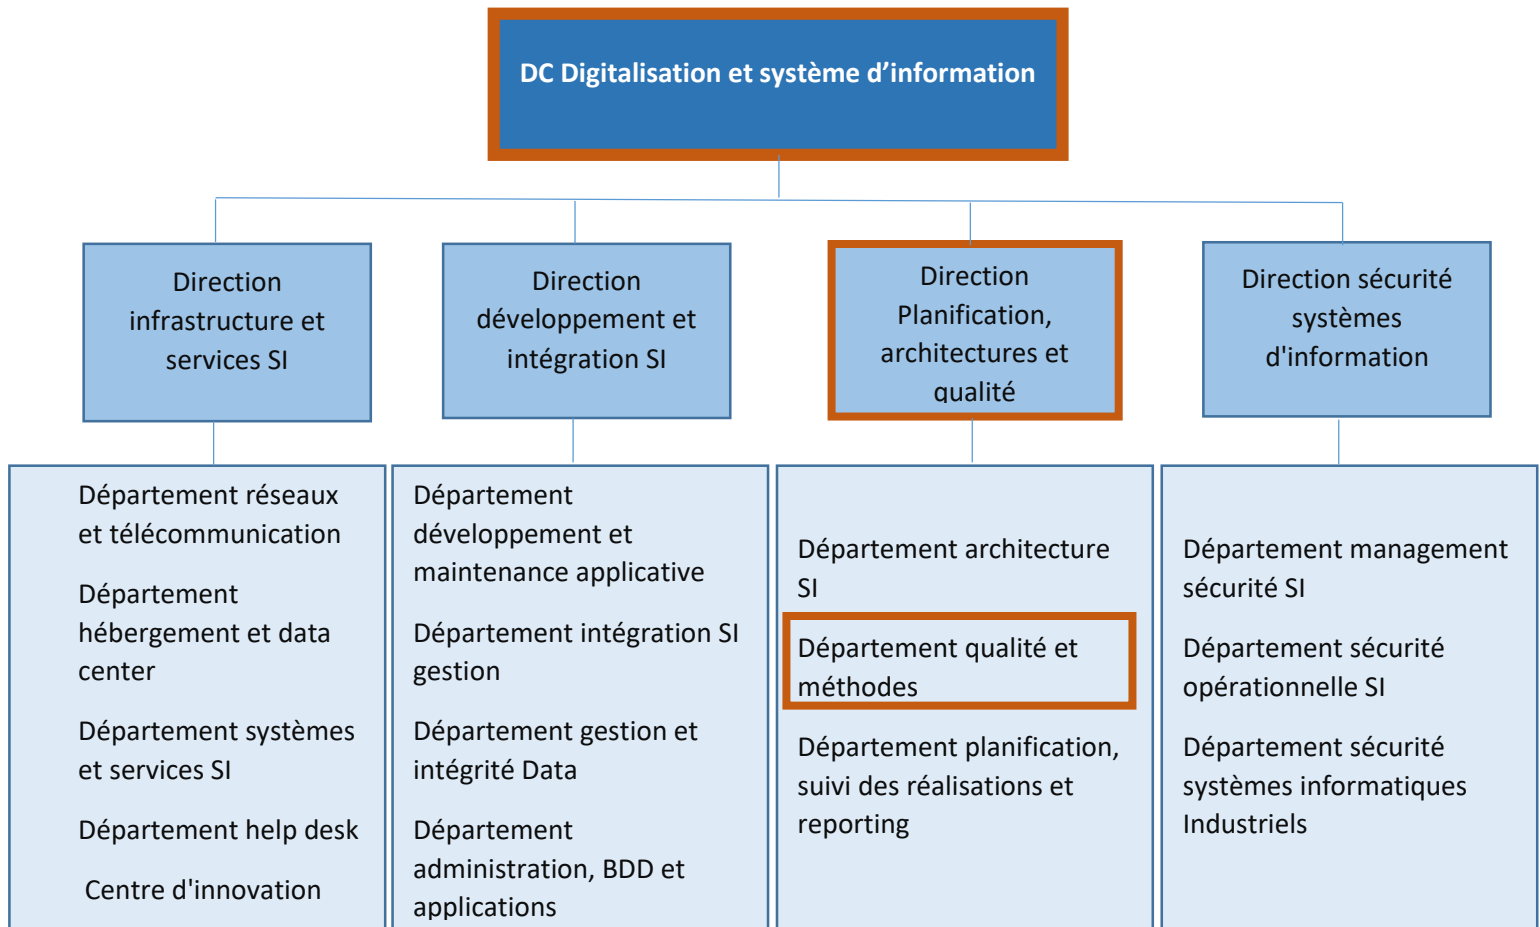 DC Digitalisation et système d’information
Direction
infrastructure et
services SI
Direction
développement et
intégration SI
Direction
Planification,
architectures et
qualité
Direction sécurité
systèmes
d'information
Département réseaux
et télécommunication
Département
hébergement et data
center
Département systèmes
et services SI
Département help desk
Centre d'innovation
Département
développement et
maintenance applicative
Département intégration SI
gestion
Département gestion et
intégrité Data
Département
administration, BDD et
applications
Département architecture
SI
Département qualité et
méthodes
Département planification,
suivi des réalisations et
reporting
Département management
sécurité SI
Département sécurité
opérationnelle SI
Département sécurité
systèmes informatiques
Industriels